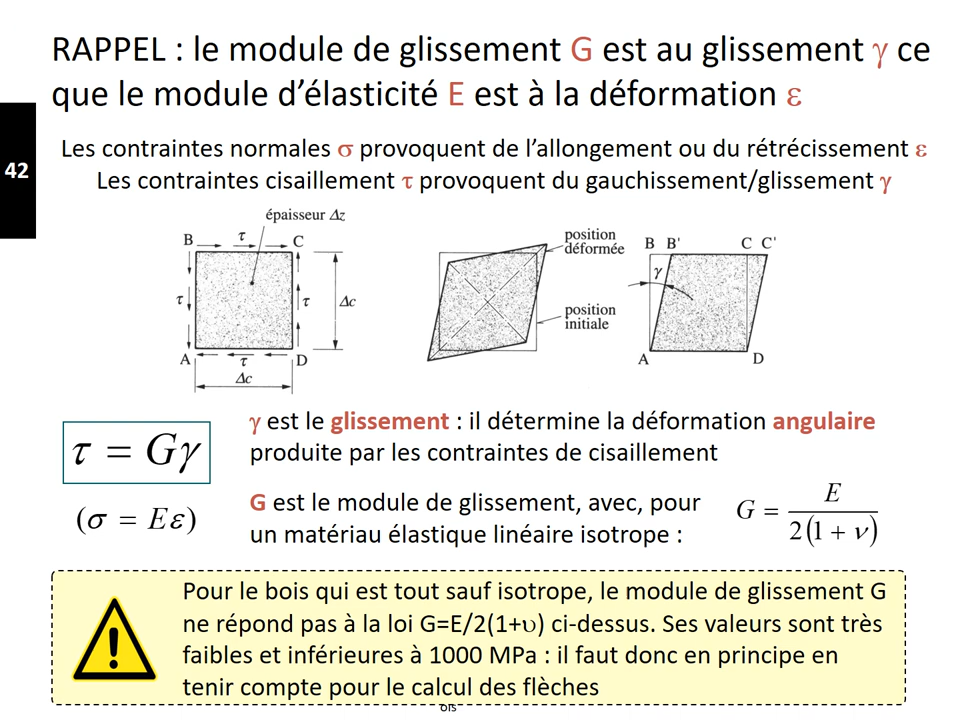 RAPPEL : le module de glissement G est au glissement γ ce
que le module d'élasticité E est à la déformation ε
42
Les contraintes normales σ provoquent de l'allongement ou du rétrécissement ε
Les contraintes cisaillement τ provoquent du gauchissement/glissement γ
épaisseur Δz
B τ C
τ τ Δc
A τ D
Δc
position
déformée
position
initiale
B B' C C'
γ
A D
τ = Gγ
(σ = Eε)
γ est le glissement : il détermine la déformation angulaire
produite par les contraintes de cisaillement
G est le module de glissement, avec, pour
un matériau élastique linéaire isotrope :
G = E / 2(1 + ν)
Pour le bois qui est tout sauf isotrope, le module de glissement G
ne répond pas à la loi G=E/2(1+υ) ci-dessus. Ses valeurs sont très
faibles et inférieures à 1000 MPa : il faut donc en principe en
tenir compte pour le calcul des flèches
ois